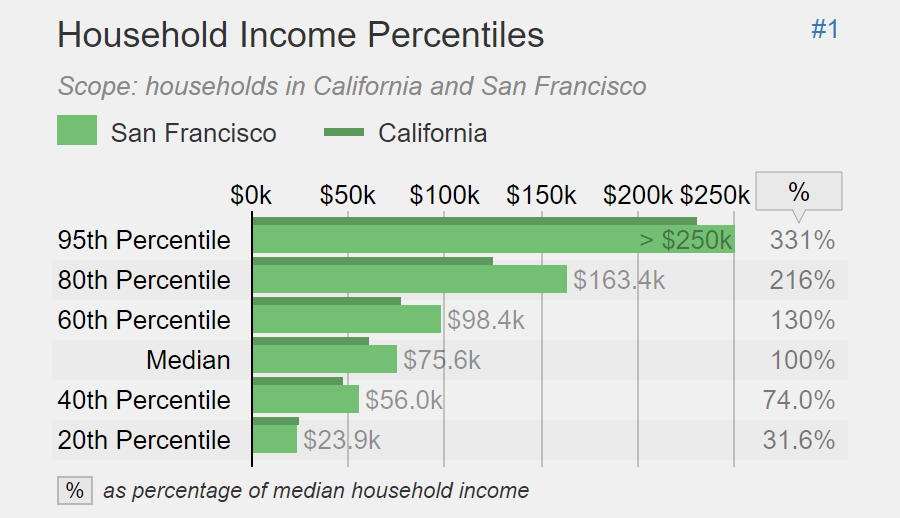 Household Income Percentiles #1
Scope: households in California and San Francisco
San Francisco California
$0k $50k $100k $150k $200k $250k %
95th Percentile > $250k 331%
80th Percentile $163.4k 216%
60th Percentile $98.4k 130%
Median $75.6k 100%
40th Percentile $56.0k 74.0%
20th Percentile $23.9k 31.6%
% as percentage of median household income